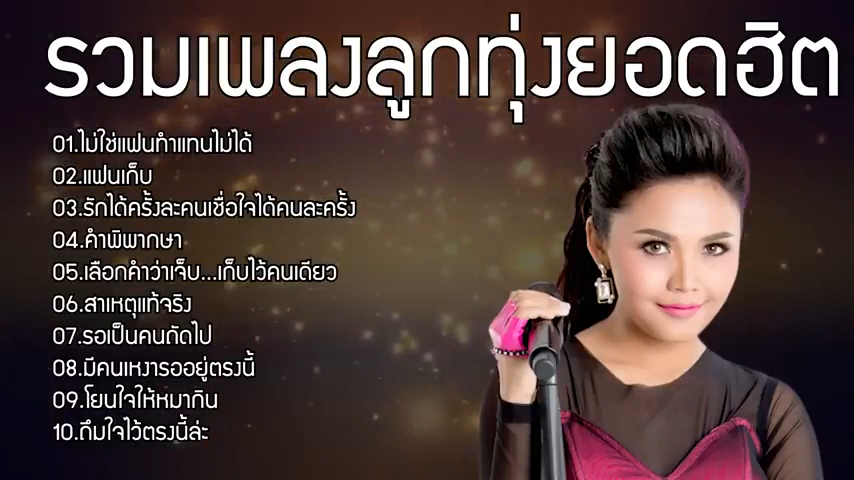 รวมเพลงลูกทุ่งยอดฮิต
01.ไม่ใช่แฟนทำแทนไม่ได้
02.แฟนเก็บ
03.รักได้ครั้งละคนเชื่อใจได้คนละครั้ง
04.คำพิพากษา
05.เลือกคำว่าเจ็บ...เก็บไว้คนเดียว
06.สาเหตุแท้จริง
07.รอเป็นคนถัดไป
08.มีคนเหงารออยู่ตรงนี้
09.โยนใจให้หมากิน
10.ถึมใจไว้ตรงนี้ล่ะ